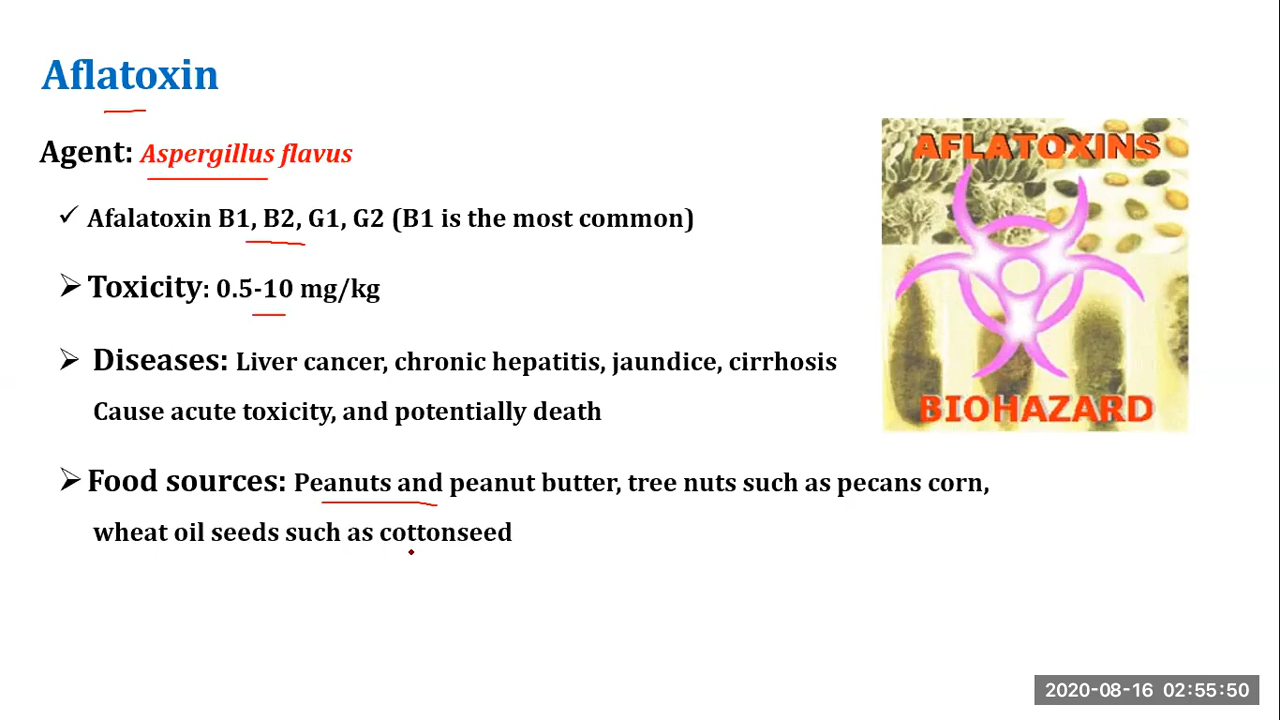 Aflatoxin
Agent: Aspergillus flavus
✓ Afalatoxin B1, B2, G1, G2 (B1 is the most common)
➢ Toxicity: 0.5-10 mg/kg
➢ Diseases: Liver cancer, chronic hepatitis, jaundice, cirrhosis
Cause acute toxicity, and potentially death
➢ Food sources: Peanuts and peanut butter, tree nuts such as pecans corn,
wheat oil seeds such as cottonseed
AFLATOXINS
BIOHAZARD
2020-08-16 02:55:50